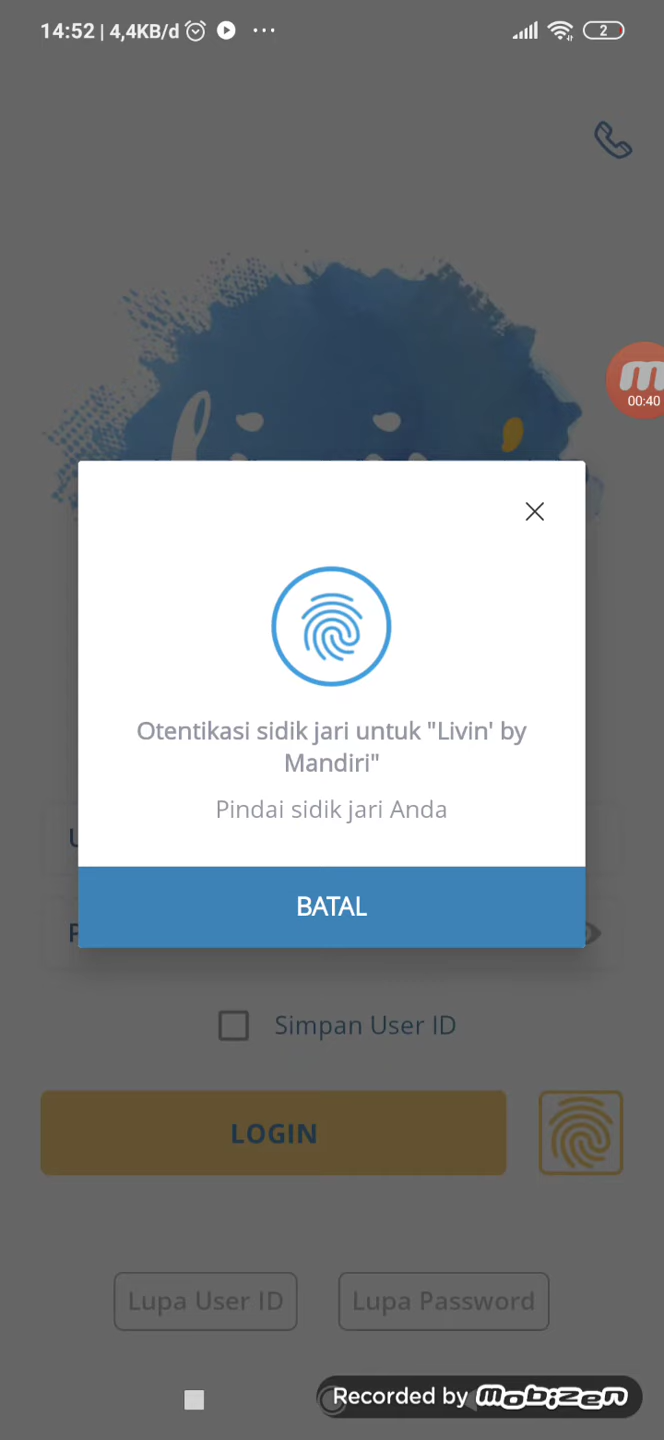 14:52 | 4,4KB/d ... 2
00:40
Otentikasi sidik jari untuk "Livin' by
Mandiri"
Pindai sidik jari Anda
BATAL
Simpan User ID
LOGIN
Lupa User ID
Lupa Password
Recorded by mobizen